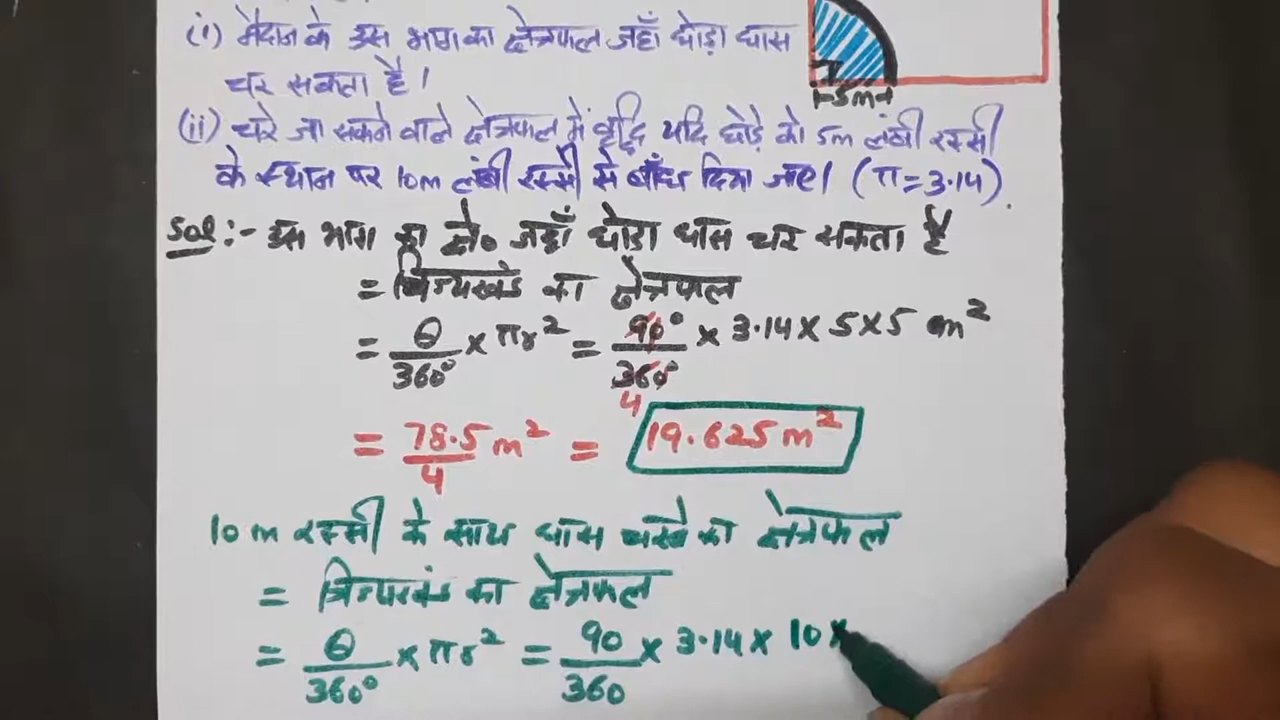 (i) मैदान के उस भाग का क्षेत्रफल जहाँ घोड़ा घास
चर सकता है।
5m
(ii) चरे जा सकने वाले क्षेत्रफल में वृद्धि यदि घोड़े को 5m लंबी रस्सी
के स्थान पर 10m लंबी रस्सी से बाँध दिया जाए। (π=3.14).
Sol:- उस भाग का क्षे॰ जहाँ घोड़ा घास चर सकता है
= त्रिज्यखंड का क्षेत्रफल
= θ/360° × πr² = 90°/360° × 3.14 × 5 × 5 m²
4
= 78.5/4 m² = 19.625 m²
10m रस्सी के साथ घास चरने का क्षेत्रफल
= त्रिज्यखंड का क्षेत्रफल
= θ/360° × πr² = 90/360 × 3.14 × 10 ×